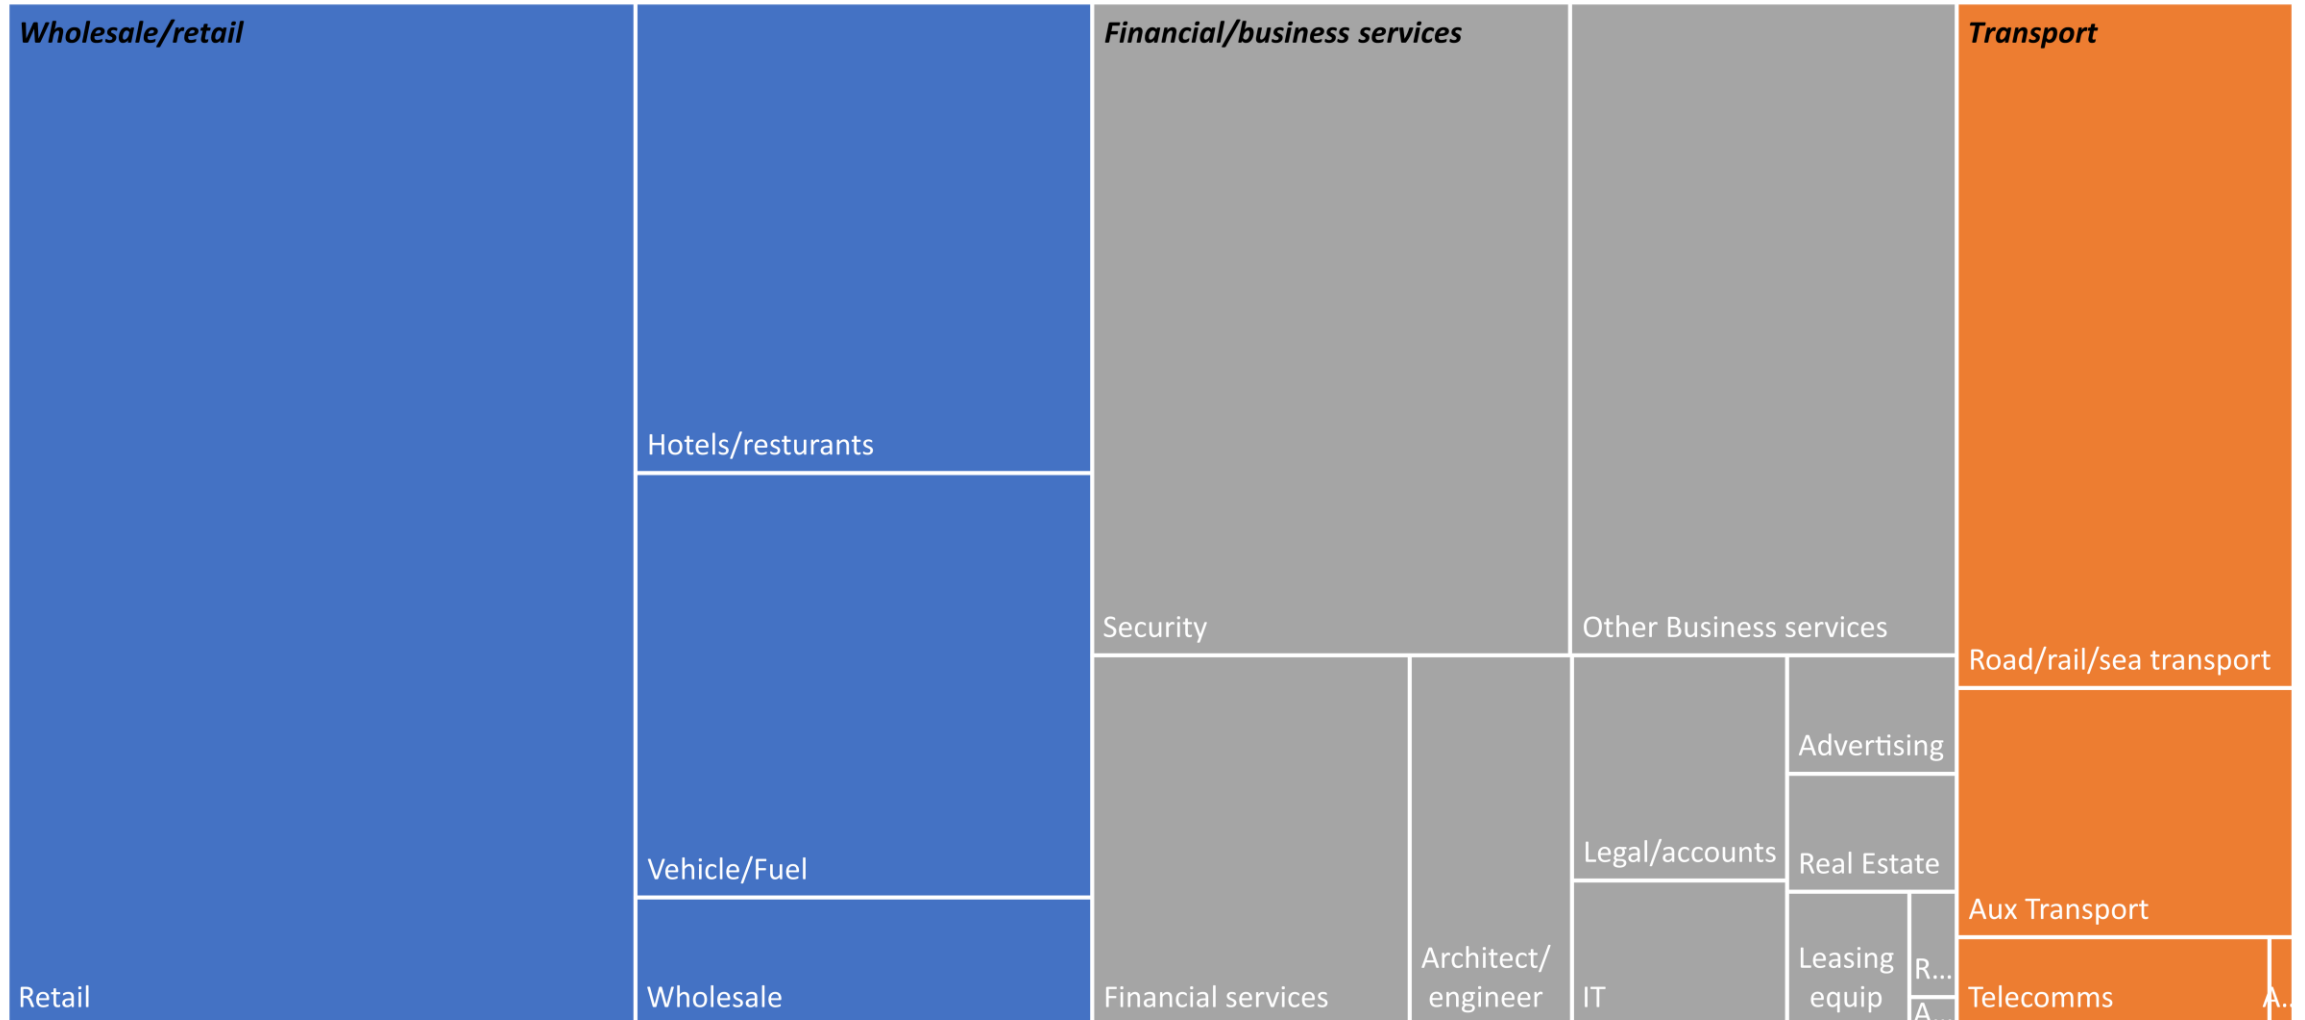 Wholesale/retail
Retail
Hotels/resturants
Vehicle/Fuel
Wholesale
Financial/business services
Security
Other Business services
Financial services
Architect/
engineer
Legal/accounts
IT
Advertising
Real Estate
Leasing
equip
R...
A...
Transport
Road/rail/sea transport
Aux Transport
Telecomms
A..